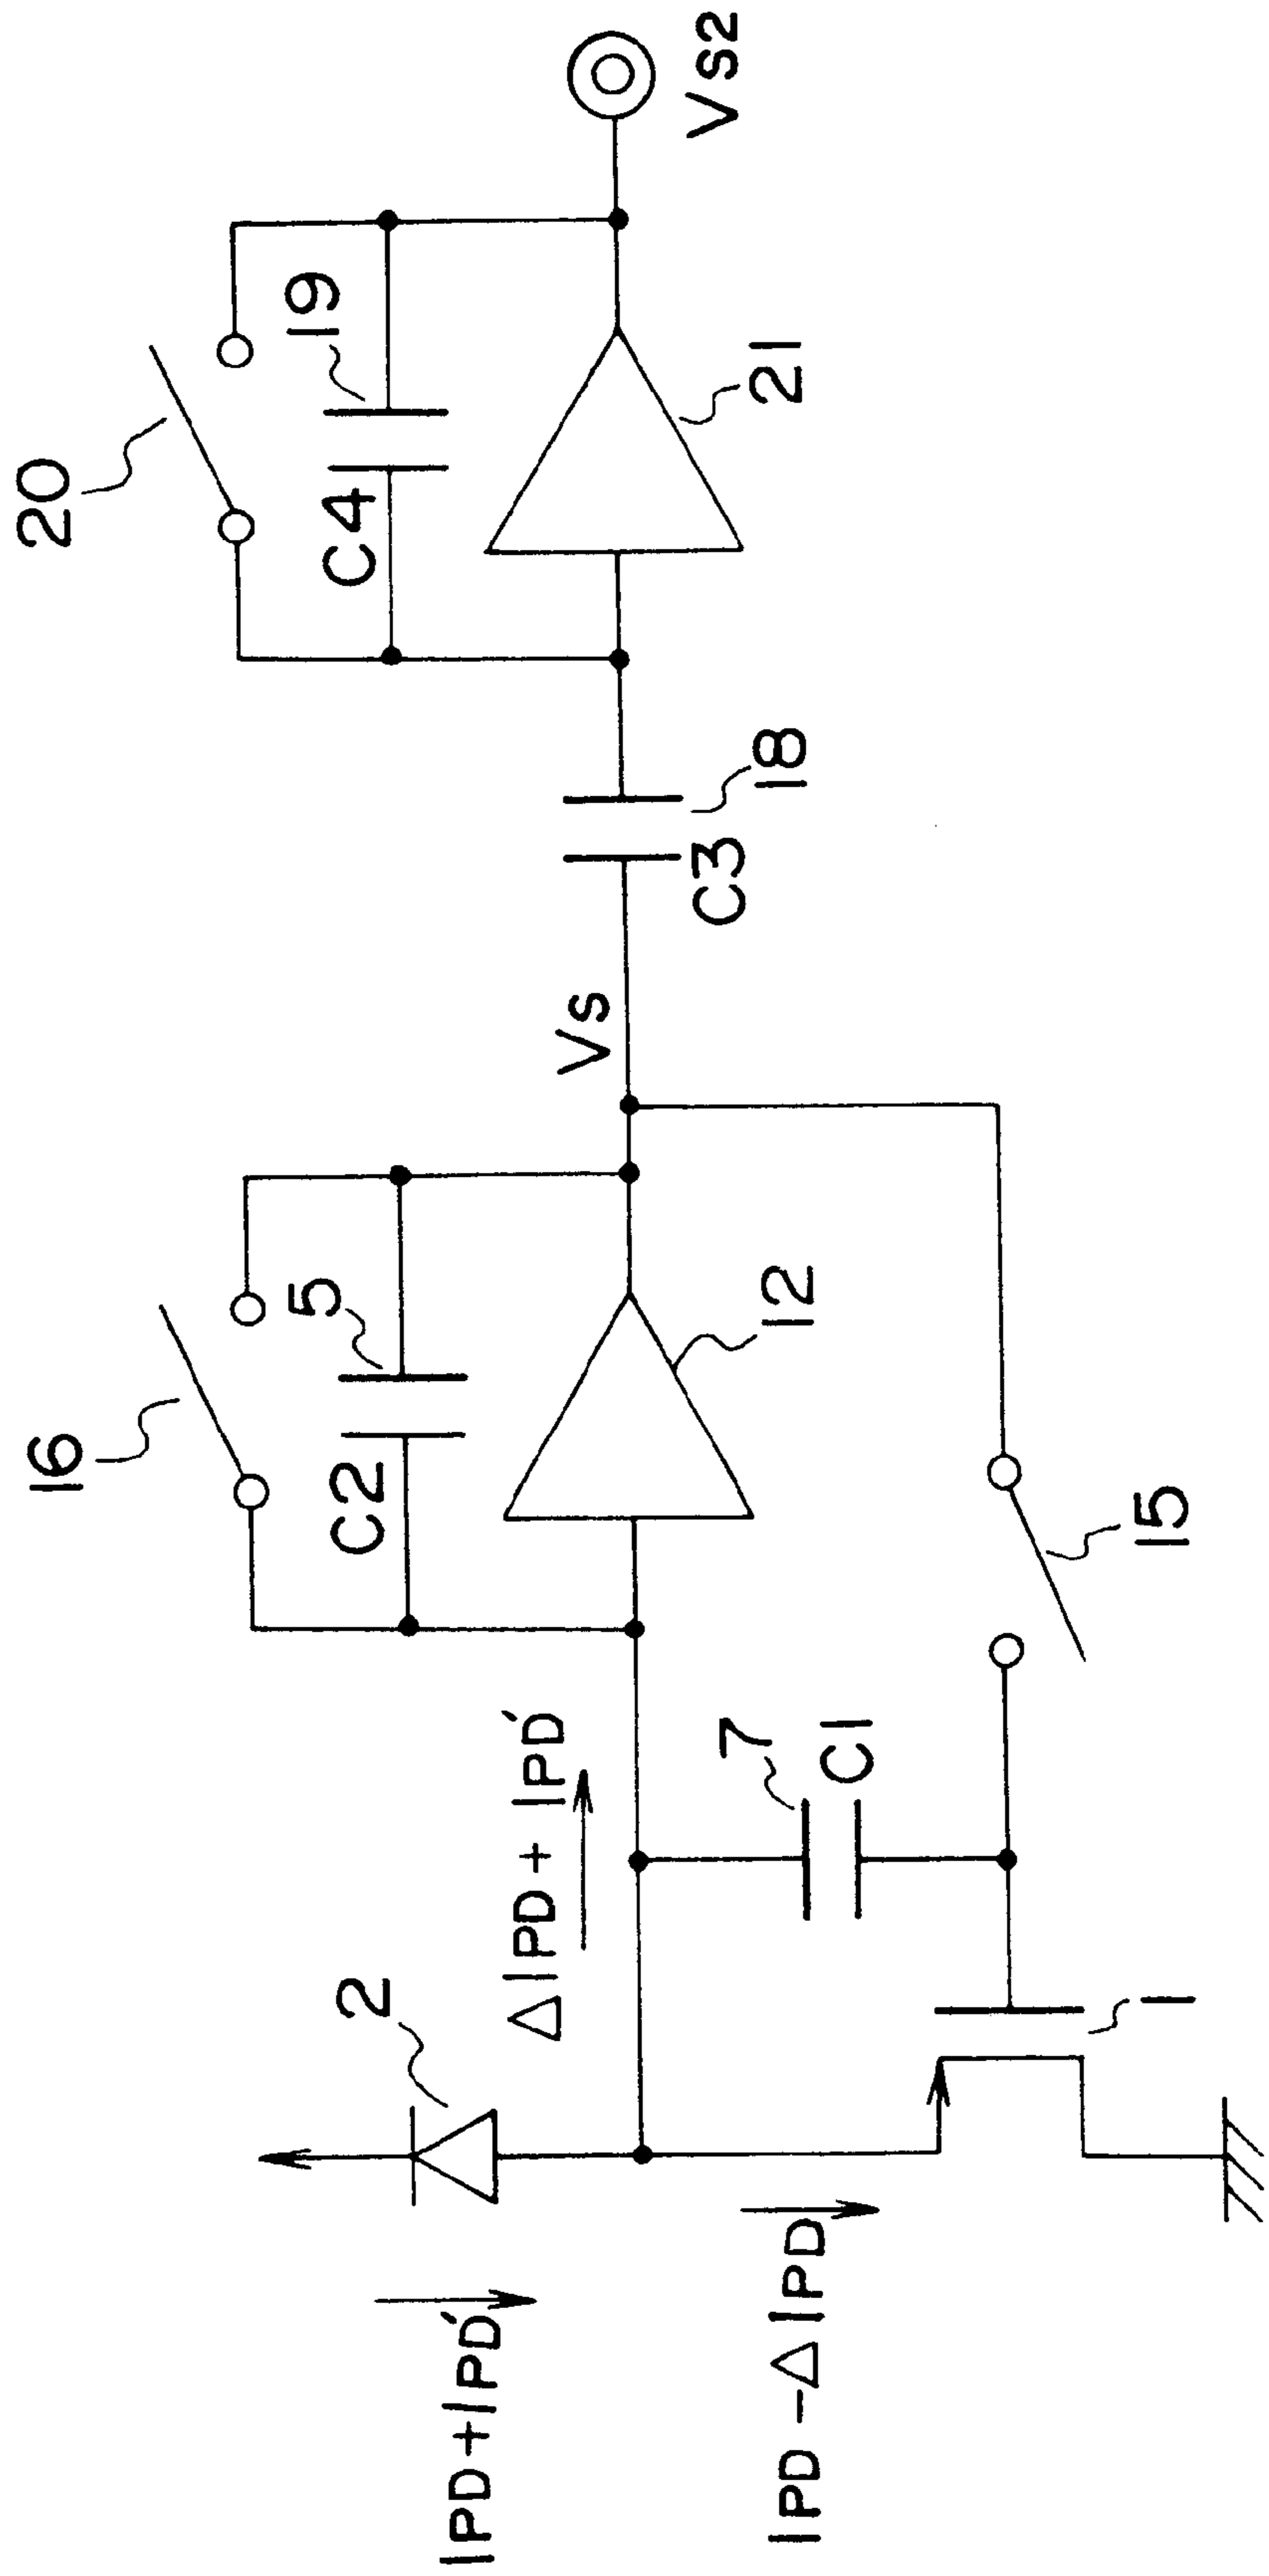 20
19
C4
21
Vs2
18
C3
Vs
16
5
C2
12
15
ΔIPD+IPD'
7
C1
2
1
IPD+IPD'
IPD-ΔIPD